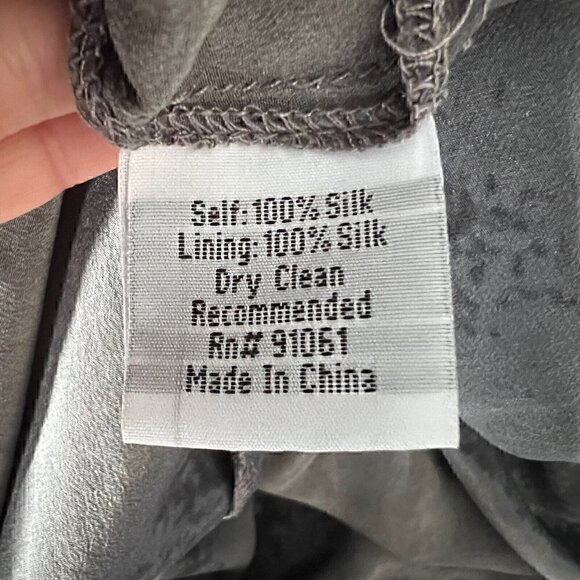 Self: 100% Silk
Lining: 100% Silk
Dry Clean
Recommended
Rn# 91061
Made In China